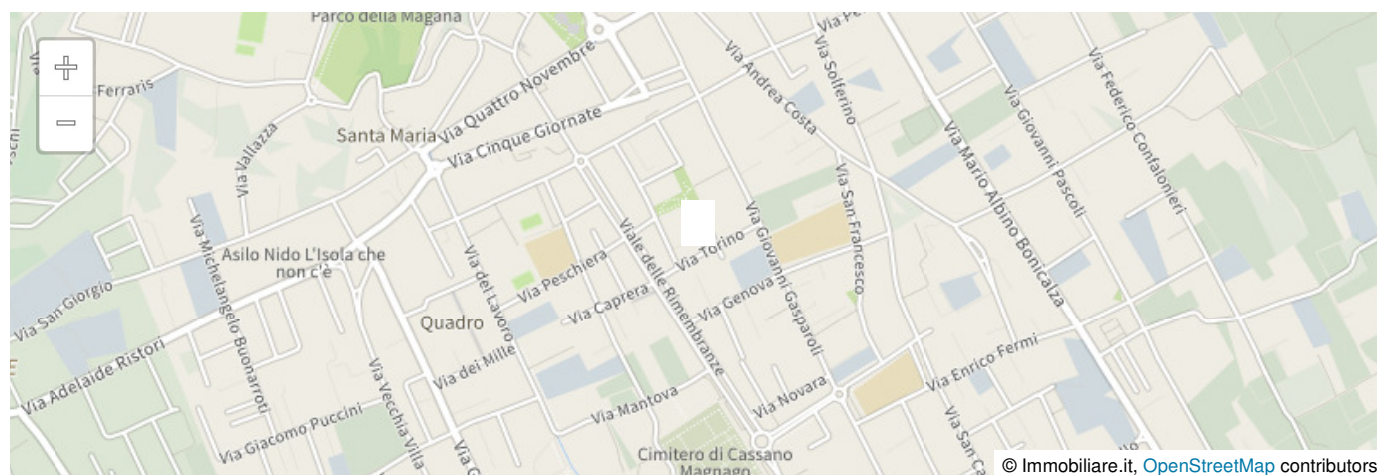 Parco della Magana
Ferraris
Via Quattro Novembre
Via Andrea Costa
Via Solferino
Via Federico Confalonieri
Santa Maria
Via Cinque Giornate
Via Vallazza
Via Giovanni Pascoli
Via Mario Albino Bonicalza
Via San Francesco
Via Michelangelo Buonarroti
Asilo Nido L'Isola che
non c'è
Via del Lavoro
Viale delle Rimembranze
Via Torino
Via Giovanni Gasparoli
Via Peschiera
Via San Giorgio
Via Caprera
Via Genova
Quadro
Via dei Mille
Via Enrico Fermi
Via Adelaide Ristori
Via Vecchia Villa
Via Mantova
Via Novara
Via Giacomo Puccini
Via G
Via San Ca
Cimitero di Cassano
Magnago
© Immobiliare.it, OpenStreetMap contributors